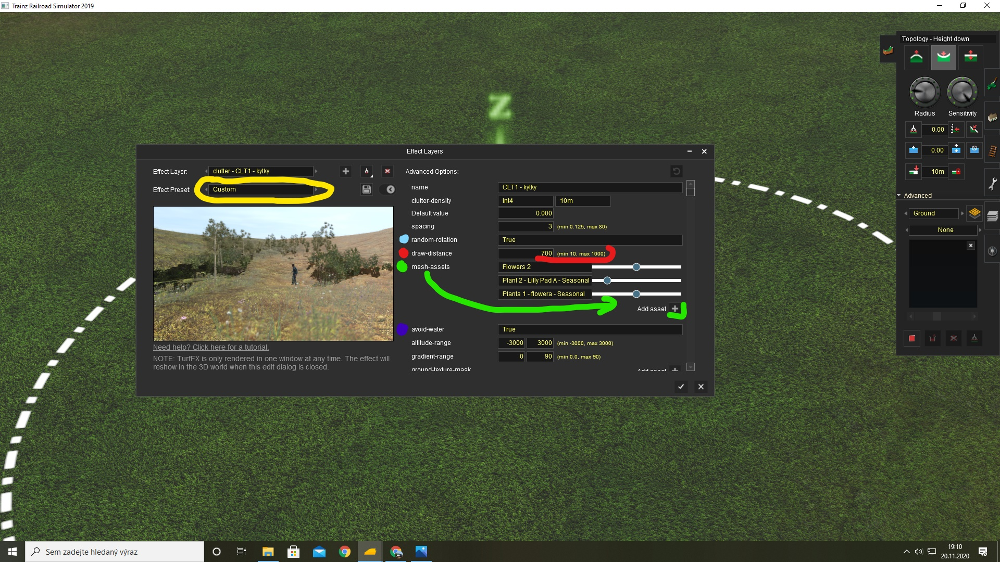 Trainz Railroad Simulator 2019
Z
Topology - Height down
Radius Sensitivity
0.00
0.00
10m
Advanced
Ground
None
Effect Layers
Effect Layer: clutter - CLT1 - kytky
Effect Preset: Custom
Need help? Click here for a tutorial.
NOTE: TurfFX is only rendered in one window at any time. The effect will
reshow in the 3D world when this edit dialog is closed.
Advanced Options:
name CLT1 - kytky
clutter-density Int4 10m
Default value 0.000
spacing 3 (min 0.125, max 80)
random-rotation True
draw-distance 700 (min 10, max 1000)
mesh-assets Flowers 2
Plant 2 - Lilly Pad A - Seasonal
Plants 1 - flowera - Seasonal
Add asset
avoid-water True
altitude-range -3000 3000 (min -3000, max 3000)
gradient-range 0 90 (min 0.0, max 90)
ground-texture-mask Add asset
Sem zadejte hledaný výraz
19:10
20.11.2020